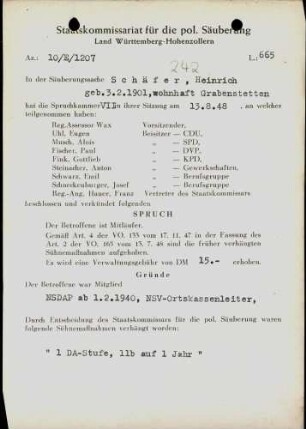 Staatskommissariat für die pol. Säuberung
Land Württemberg-Hohenzollern
Az.: 10/E/1207 L.: 665
242
In der Säuberungssache Schäfer, Heinrich
geb.3.2.1901,wohnhaft Grabenstetten
hat die Spruchkammer VII in ihrer Sitzung am 13.8.48 , an welcher
teilgenommen haben:
Reg.Assessor Wax Vorsitzender,
Uhl, Eugen Beisitzer – CDU,
Munk, Alois „ – SPD,
Fischer, Paul „ – DVP,
Fink, Gottlieb „ – KPD,
Steinacher, Anton „ – Gewerkschaften,
Schwarz, Emil „ – Berufsgruppe
Schneckenburger, Josef „ – Berufsgruppe
Reg.-Ang. Hauer, Franz Vertreter des Staatskommissars
beschlossen und verkündet folgenden
SPRUCH
Der Betroffene ist Mitläufer.
Gemäß Art. 4 der VO. 133 vom 17. 11. 47 in der Fassung des
Art. 2 der VO. 165 vom 13. 7. 48 sind die früher verhängten
Sühnemaßnahmen aufgehoben.
Es wird eine Verwaltungsgebühr von DM 15.- erhoben.
Gründe
Der Betroffene war Mitglied
NSDAP ab 1.2.1940, NSV-Ortskassenleiter,
Durch Entscheidung des Staatskommissars für die pol. Säuberung waren
folgende Sühnemaßnahmen verhängt worden:
" 1 DA-Stufe, 11b auf 1 Jahr "